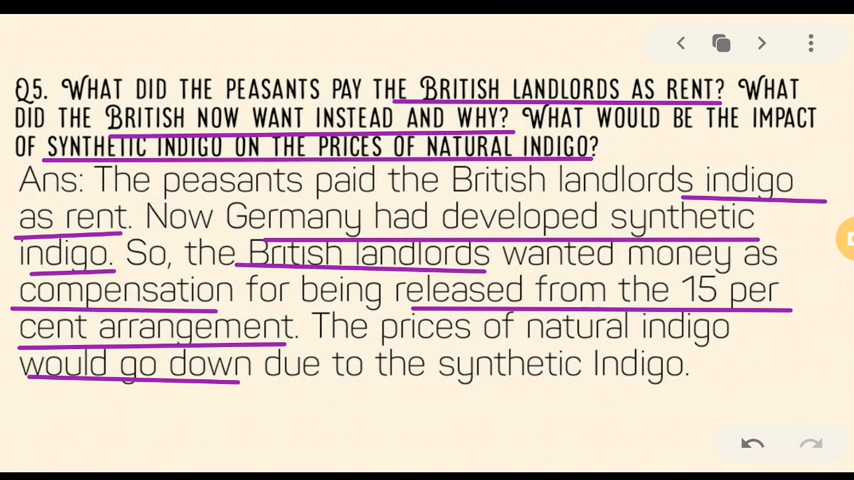 Q5. WHAT DID THE PEASANTS PAY THE BRITISH LANDLORDS AS RENT? WHAT
DID THE BRITISH NOW WANT INSTEAD AND WHY? WHAT WOULD BE THE IMPACT
OF SYNTHETIC INDIGO ON THE PRICES OF NATURAL INDIGO?
Ans: The peasants paid the British landlords indigo
as rent. Now Germany had developed synthetic
indigo. So, the British landlords wanted money as
compensation for being released from the 15 per
cent arrangement. The prices of natural indigo
would go down due to the synthetic Indigo.